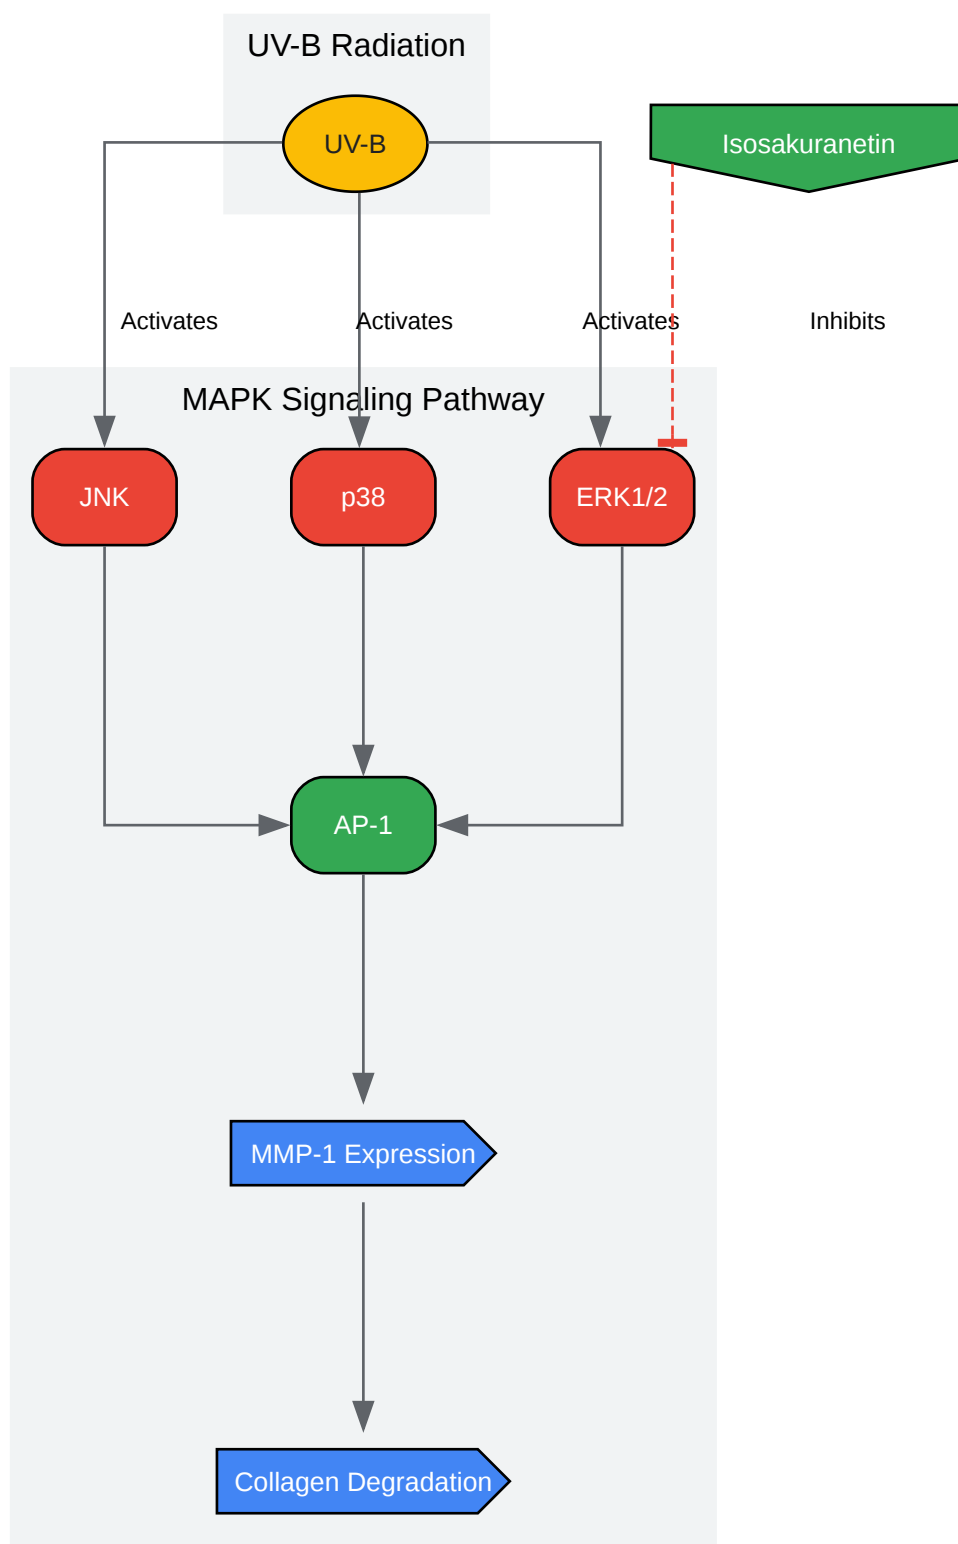 UV-B Radiation
UV-B
Isosakuranetin
Activates
Activates
Activates
Inhibits
MAPK Signaling Pathway
JNK
p38
ERK1/2
AP-1
MMP-1 Expression
Collagen Degradation